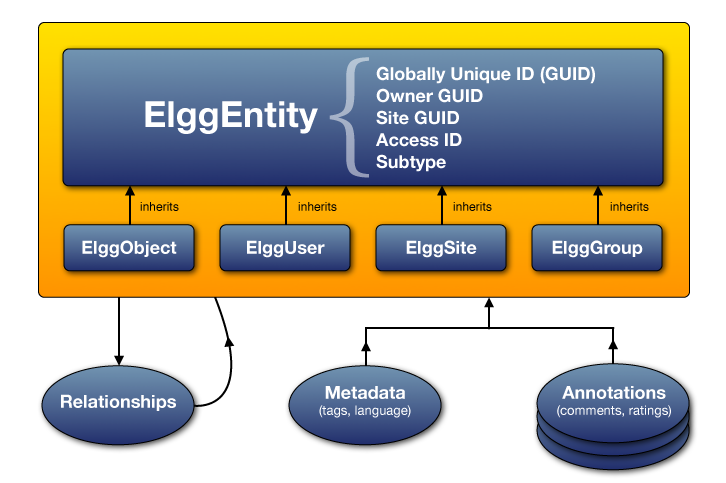 ElggEntity
Globally Unique ID (GUID)
Owner GUID
Site GUID
Access ID
Subtype
inherits
inherits
inherits
inherits
ElggObject
ElggUser
ElggSite
ElggGroup
Relationships
Metadata
(tags, language)
Annotations
(comments, ratings)